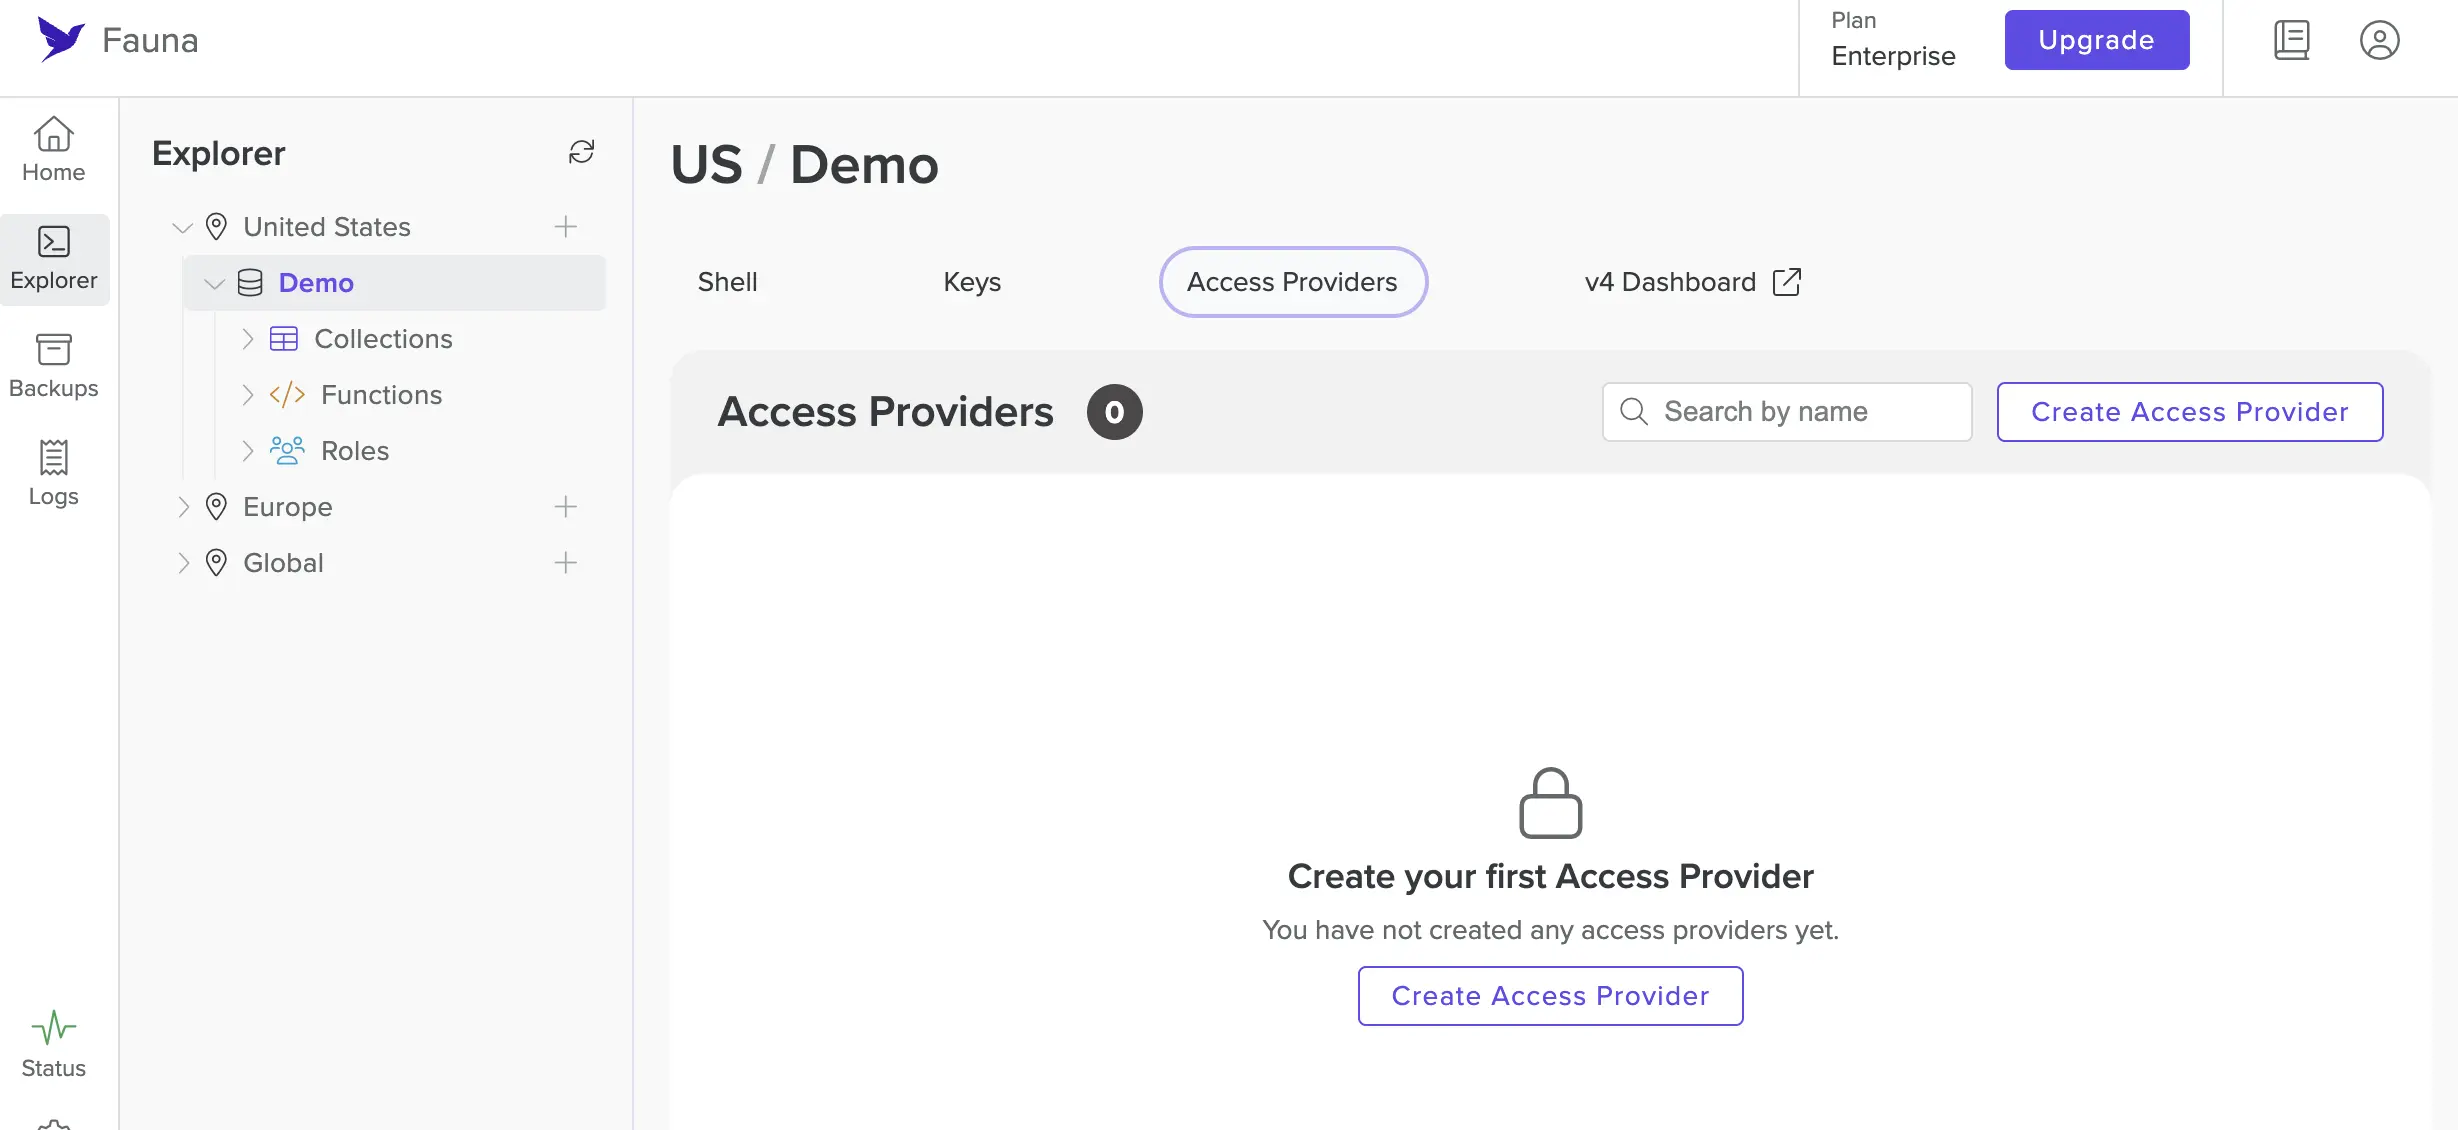 Fauna
Plan
Enterprise
Upgrade
Home
Explorer
Backups
Logs
Status
Explorer
United States
Demo
Collections
Functions
Roles
Europe
Global
US / Demo
Shell
Keys
Access Providers
v4 Dashboard
Access Providers
0
Search by name
Create Access Provider
Create your first Access Provider
You have not created any access providers yet.
Create Access Provider